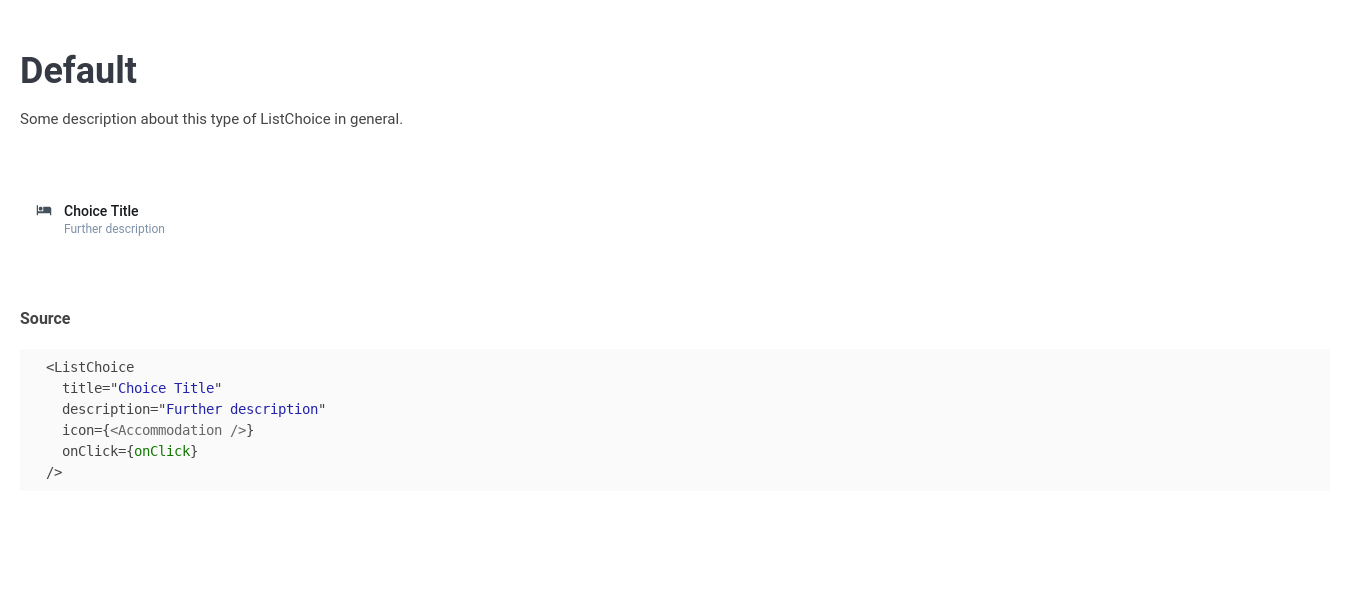 Default
Some description about this type of ListChoice in general.
Choice Title
Further description
Source
<ListChoice
  title="Choice Title"
  description="Further description"
  icon={<Accommodation />}
  onClick={onClick}
/>